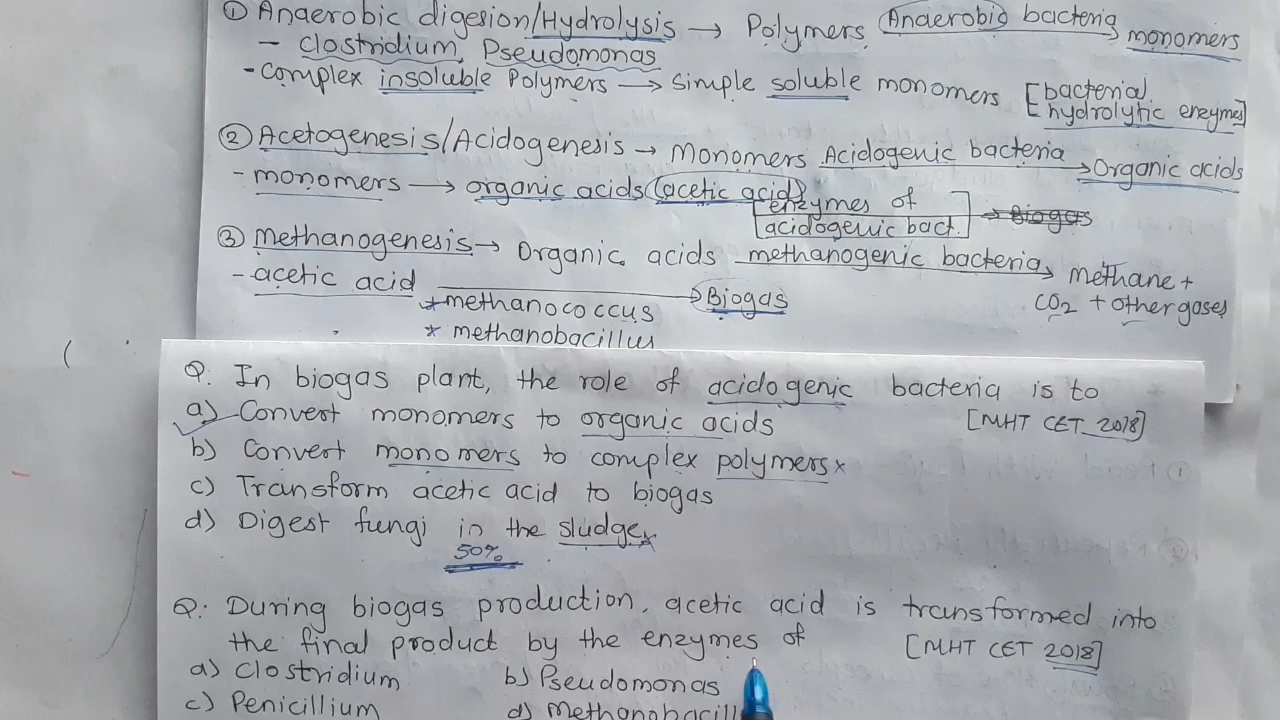 ① Anaerobic digesion/Hydrolysis → Polymers Anaerobic bacteria → monomers
- clostridium, Pseudomonas
- Complex insoluble Polymers → simple soluble monomers [bacterial hydrolytic enzymes]
② Acetogenesis/Acidogenesis → Monomers Acidogenic bacteria → Organic acids
- monomers → organic acids (acetic acid)
[enzymes of acidogenic bact.] → Biogas
③ Methanogenesis → Organic acids methanogenic bacteria → methane + CO₂ + other gases
- acetic acid → Biogas
* methanococcus
* methanobacillus
Q. In biogas plant, the role of acidogenic bacteria is to
a) Convert monomers to organic acids [MHT CET 2018]
b) Convert monomers to complex polymers x
c) Transform acetic acid to biogas
d) Digest fungi in the sludge x
50%
Q. During biogas production, acetic acid is transformed into
the final product by the enzymes of [MHT CET 2018]
a) Clostridium b) Pseudomonas
c) Penicillium d) Methanobacill